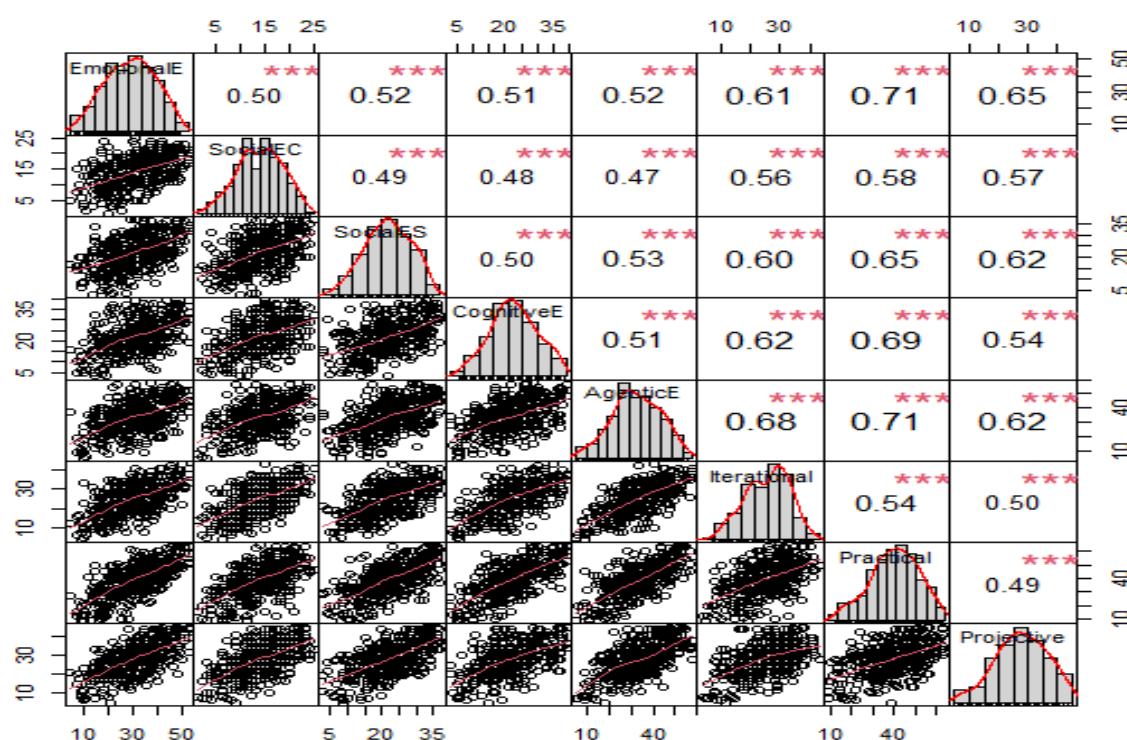 5 15 25 5 20 35 10 30 10 30
EmotionalE 0.50 *** 0.52 *** 0.51 *** 0.52 *** 0.61 *** 0.71 *** 0.65 *** 10 30 50
5 15 25 SocialEC 0.49 *** 0.48 *** 0.47 *** 0.56 *** 0.58 *** 0.57 ***
SocialES 0.50 *** 0.53 *** 0.60 *** 0.65 *** 0.62 *** 5 20 35
5 20 35 CognitiveE 0.51 *** 0.62 *** 0.69 *** 0.54 ***
AgenticE 0.68 *** 0.71 *** 0.62 *** 10 40
10 30 Iterational 0.54 *** 0.50 ***
Practical 0.49 *** 10 40
10 30 Projective
10 30 50 5 20 35 10 40 10 40